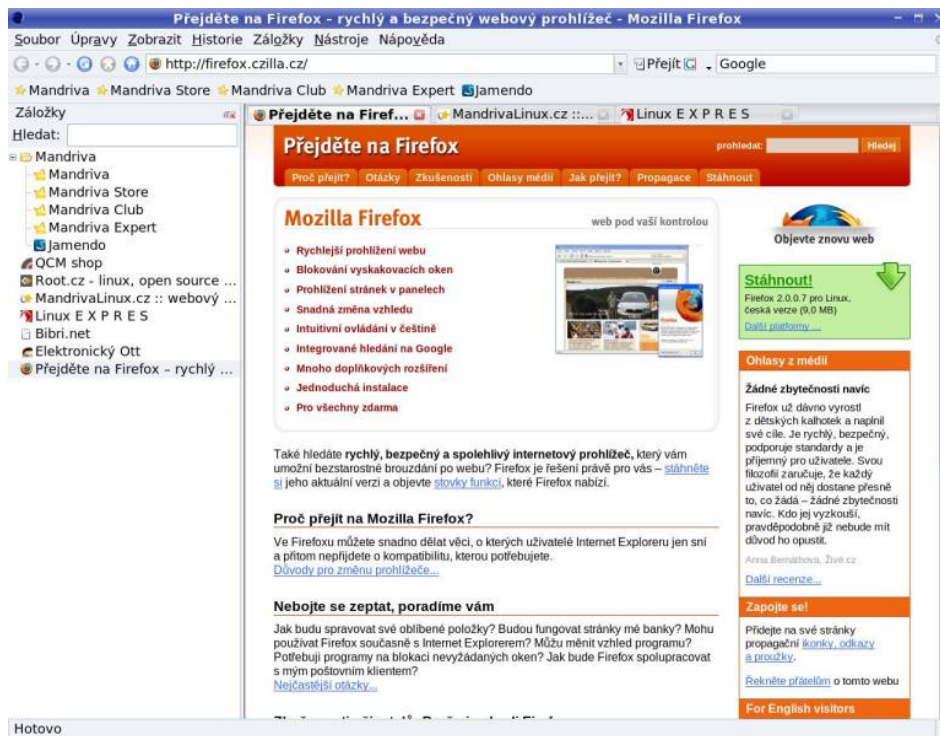 Přejděte na Firefox - rychlý a bezpečný webový prohlížeč - Mozilla Firefox
Soubor Úpravy Zobrazit Historie Záložky Nástroje Nápověda
http://firefox.czilla.cz/ Přejít Google
Mandriva Mandriva Store Mandriva Club Mandriva Expert Jamendo
Záložky
Hledat:
Mandriva
Mandriva
Mandriva Store
Mandriva Club
Mandriva Expert
Jamendo
QCM shop
Root.cz - linux, open source ...
MandrivaLinux.cz :: webový ...
Linux E X P R E S
Bibri.net
Elektronický Ott
Přejděte na Firefox – rychlý ...
Přejděte na Firef... MandrivaLinux.cz ::... Linux E X P R E S
Přejděte na Firefox
prohledat: Hledej
Proč přejít? Otázky Zkušenosti Ohlasy médií Jak přejít? Propagace Stáhnout
Mozilla Firefox
web pod vaší kontrolou
Rychlejší prohlížení webu
Blokování vyskakovacích oken
Prohlížení stránek v panelech
Snadná změna vzhledu
Intuitivní ovládání v češtině
Integrované hledání na Google
Mnoho doplňkových rozšíření
Jednoduchá instalace
Pro všechny zdarma
Také hledáte rychlý, bezpečný a spolehlivý internetový prohlížeč, který vám
umožní bezstarostné brouzdání po webu? Firefox je řešení právě pro vás – stáhněte
si jeho aktuální verzi a objevte stovky funkcí, které Firefox nabízí.
Proč přejít na Mozilla Firefox?
Ve Firefoxu můžete snadno dělat věci, o kterých uživatelé Internet Exploreru jen sní
a přitom nepřijdete o kompatibilitu, kterou potřebujete.
Důvody pro změnu prohlížeče...
Nebojte se zeptat, poradíme vám
Jak budu spravovat své oblíbené položky? Budou fungovat stránky mé banky? Mohu
používat Firefox současně s Internet Explorerem? Můžu měnit vzhled programu?
Potřebuji programy na blokaci nevyžádaných oken? Jak bude Firefox spolupracovat
s mým poštovním klientem?
Nejčastější otázky...
Objevte znovu web
Stáhnout!
Firefox 2.0.0.7 pro Linux,
česká verze (9,0 MB)
Další platformy ...
Ohlasy z médií
Žádné zbytečnosti navíc
Firefox už dávno vyrostl
z dětských kalhotek a naplnil
své cíle. Je rychlý, bezpečný,
podporuje standardy a je
příjemný pro uživatele. Svou
filozofií zaručuje, že každý
uživatel od něj dostane přesně
to, co žádá – žádné zbytečnosti
navíc. Kdo jej vyzkouší,
pravděpodobně již nebude mít
důvod ho opustit.
Anna Bernáthová, Živě.cz
Další recenze...
Zapojte se!
Přidejte na své stránky
propagační ikonky, odkazy
a proužky.
Řekněte přátelům o tomto webu
For English visitors
Hotovo